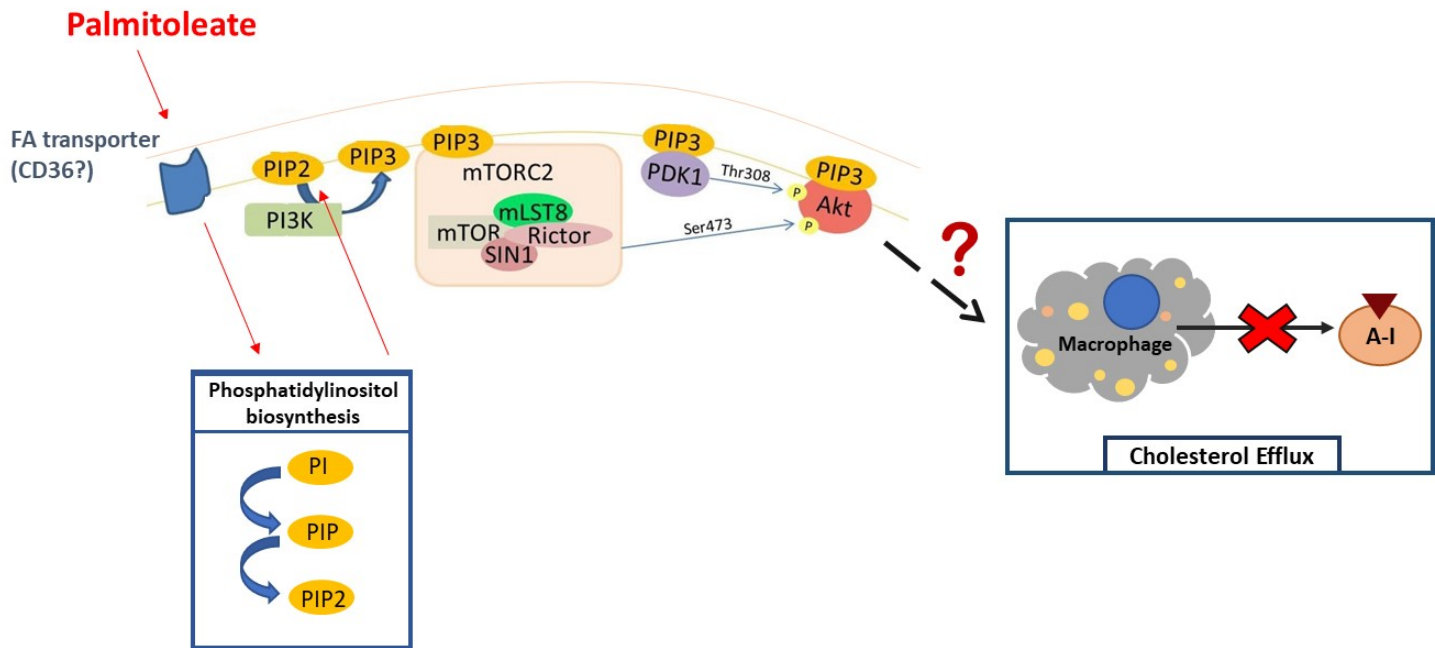 Palmitoleate
FA transporter
(CD36?)
PIP2
PIP3
PI3K
PIP3
mTORC2
mLST8
mTOR
Rictor
SIN1
PIP3
PDK1
Thr308
Ser473
PIP3
Akt
P
P
?
Phosphatidylinositol
biosynthesis
PI
PIP
PIP2
Macrophage
A-I
Cholesterol Efflux